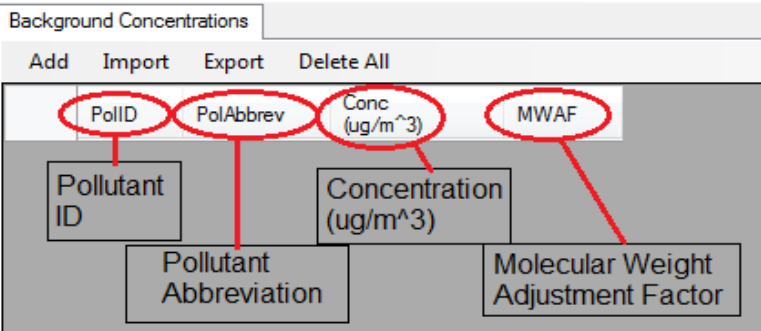 Background Concentrations
Add Import Export Delete All
PollD PolAbbrev Conc (ug/m^3) MWAF
Pollutant
ID
Concentration
(ug/m^3)
Pollutant
Abbreviation
Molecular Weight
Adjustment Factor